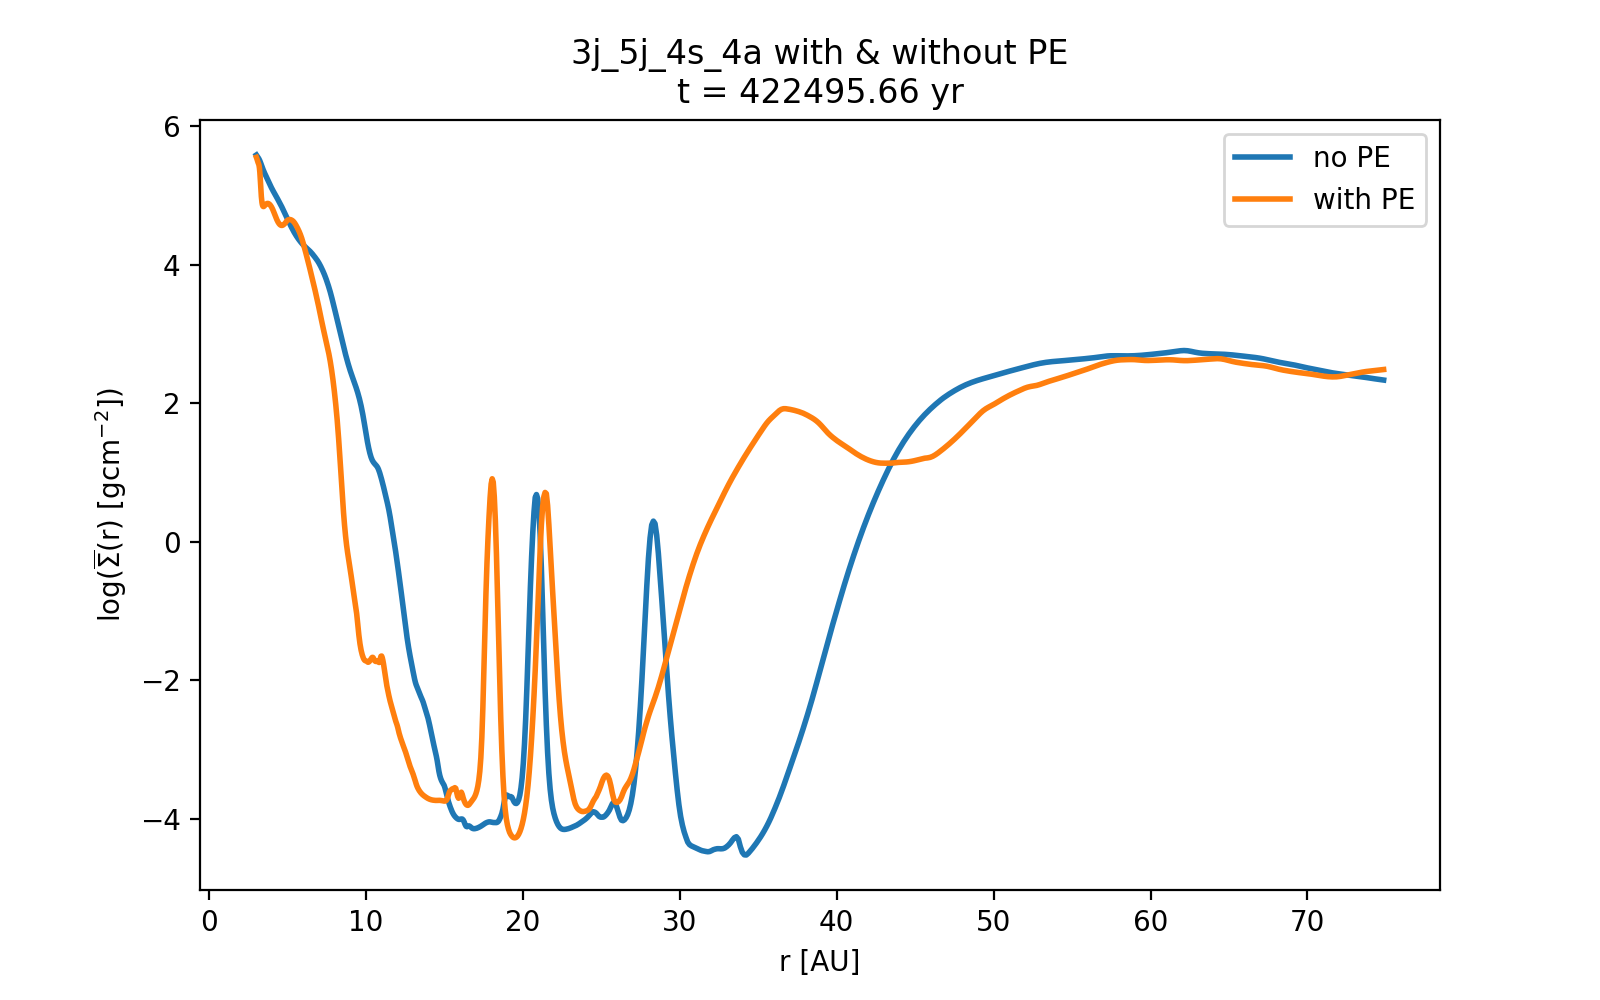 3j_5j_4s_4a with & without PE
t = 422495.66 yr
6
4
2
0
−2
−4
log(Σ̅(r) [gcm⁻²])
no PE
with PE
0 10 20 30 40 50 60 70
r [AU]